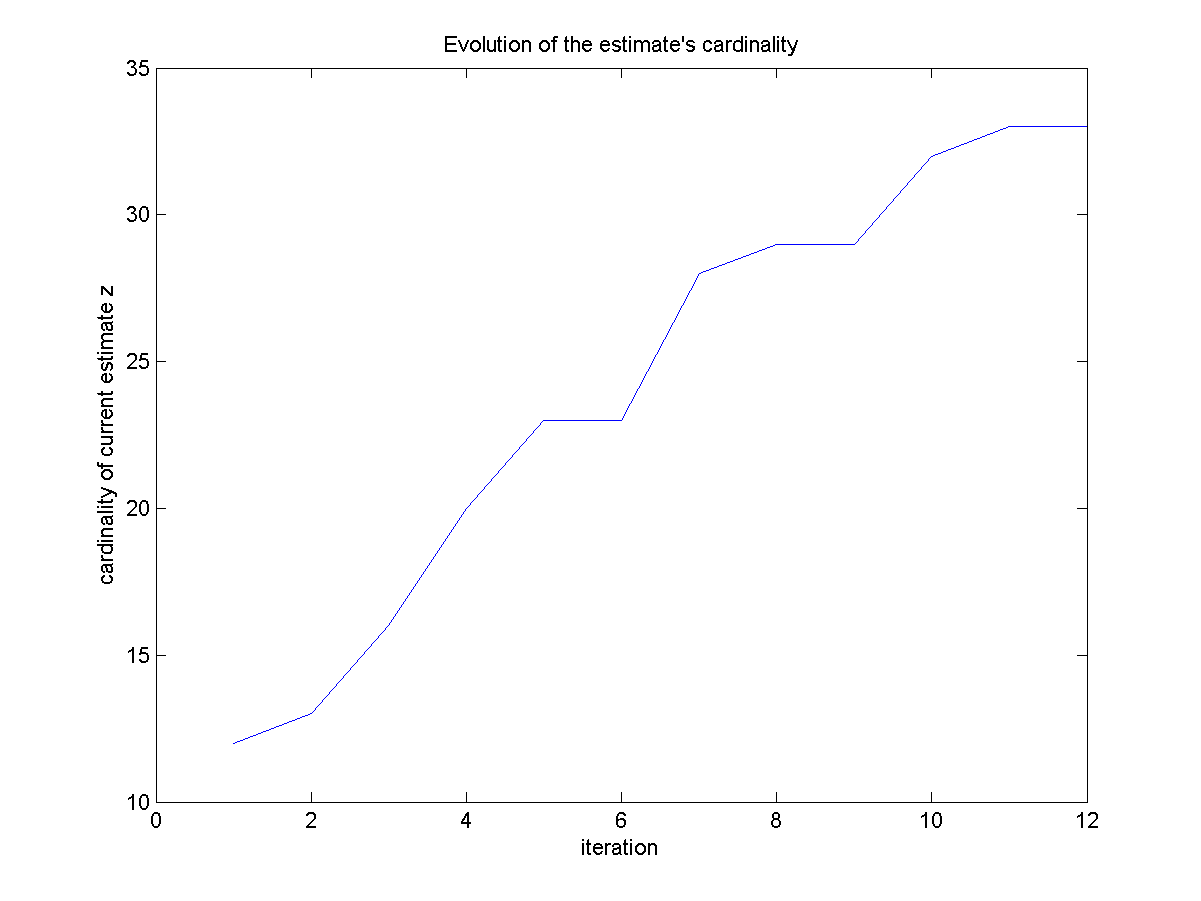 Evolution of the estimate's cardinality
35
30
25
20
15
10
cardinality of current estimate z
0 2 4 6 8 10 12
iteration